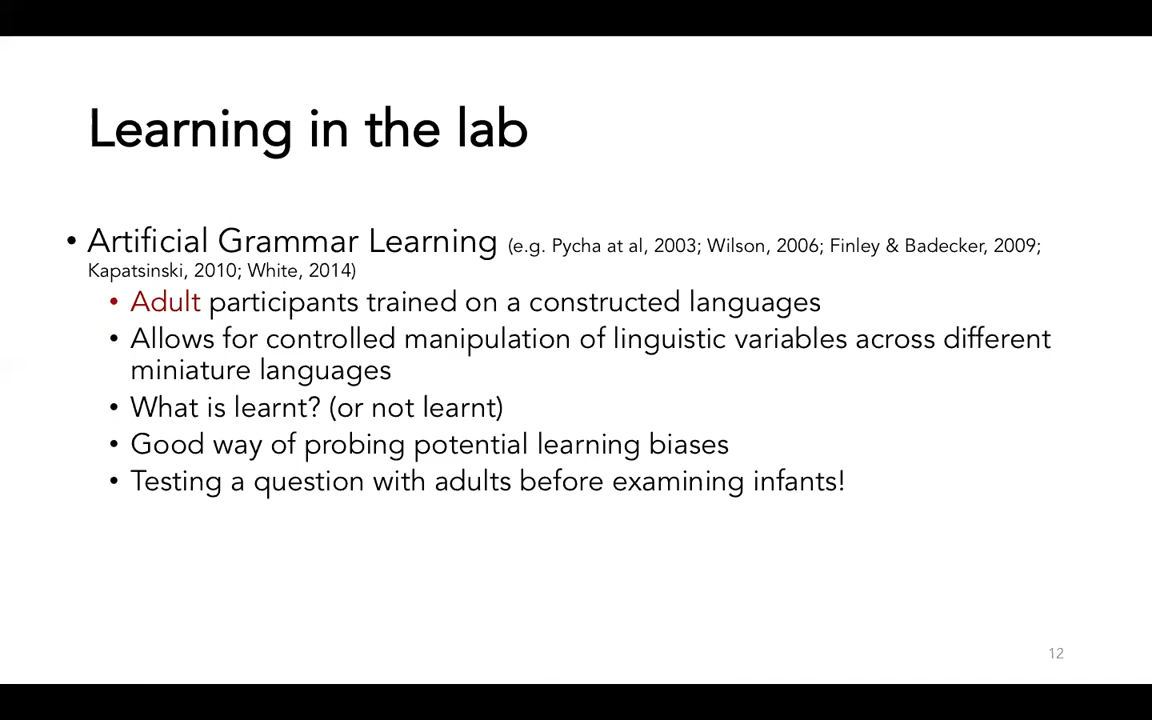 Learning in the lab
• Artificial Grammar Learning (e.g. Pycha at al, 2003; Wilson, 2006; Finley & Badecker, 2009;
Kapatsinski, 2010; White, 2014)
• Adult participants trained on a constructed languages
• Allows for controlled manipulation of linguistic variables across different
miniature languages
• What is learnt? (or not learnt)
• Good way of probing potential learning biases
• Testing a question with adults before examining infants!
12